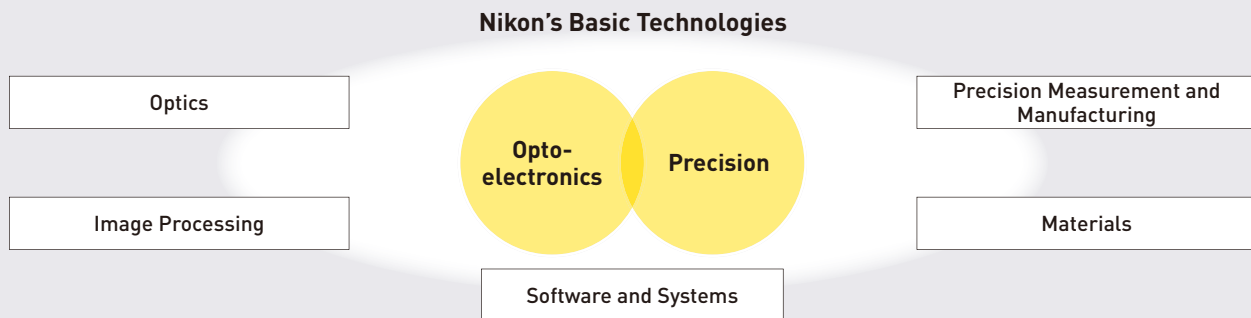 Nikon's Basic Technologies
Optics
Precision Measurement and
Manufacturing
Opto-
electronics
Precision
Image Processing
Materials
Software and Systems